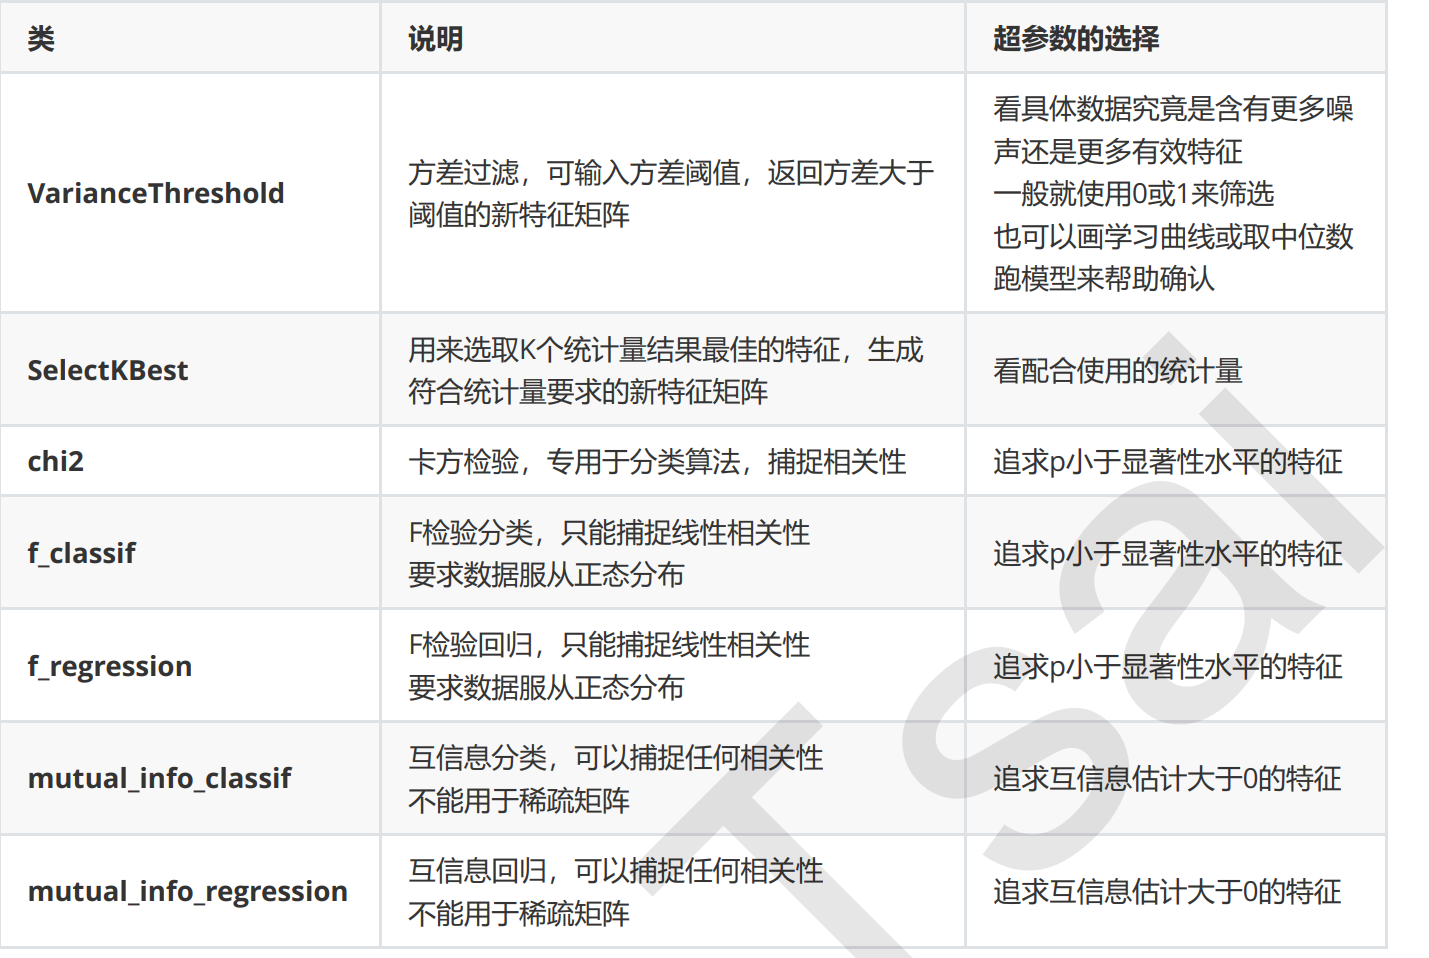 类 说明 超参数的选择
VarianceThreshold
方差过滤，可输入方差阈值，返回方差大于
阈值的新特征矩阵
看具体数据究竟是含有更多噪
声还是更多有效特征
一般就使用0或1来筛选
也可以画学习曲线或取中位数
跑模型来帮助确认
SelectKBest
用来选取K个统计量结果最佳的特征，生成
符合统计量要求的新特征矩阵
看配合使用的统计量
chi2
卡方检验，专用于分类算法，捕捉相关性
追求p小于显著性水平的特征
f_classif
F检验分类，只能捕捉线性相关性
要求数据服从正态分布
追求p小于显著性水平的特征
f_regression
F检验回归，只能捕捉线性相关性
要求数据服从正态分布
追求p小于显著性水平的特征
mutual_info_classif
互信息分类，可以捕捉任何相关性
不能用于稀疏矩阵
追求互信息估计大于0的特征
mutual_info_regression
互信息回归，可以捕捉任何相关性
不能用于稀疏矩阵
追求互信息估计大于0的特征
Tsai